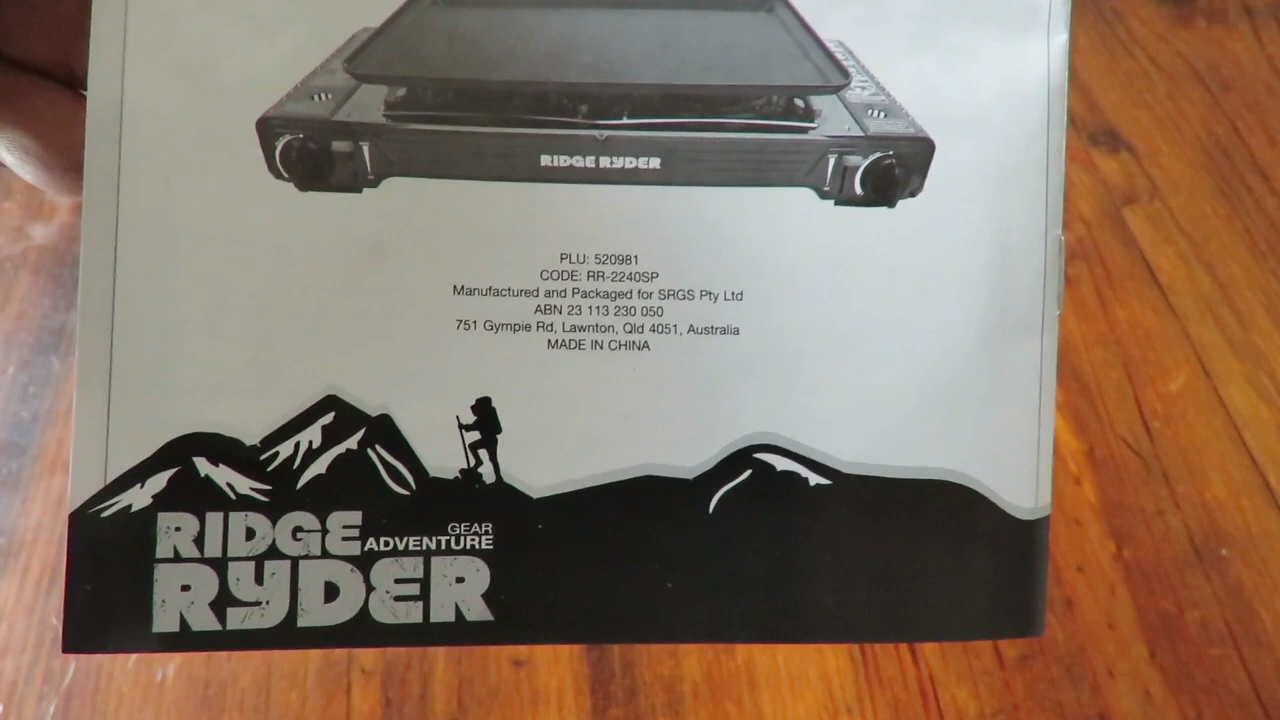 RIDGE RYDER
PLU: 520981
CODE: RR-2240SP
Manufactured and Packaged for SRGS Pty Ltd
ABN 23 113 230 050
751 Gympie Rd, Lawnton, Qld 4051, Australia
MADE IN CHINA
RIDGE GEAR ADVENTURE
RYDER